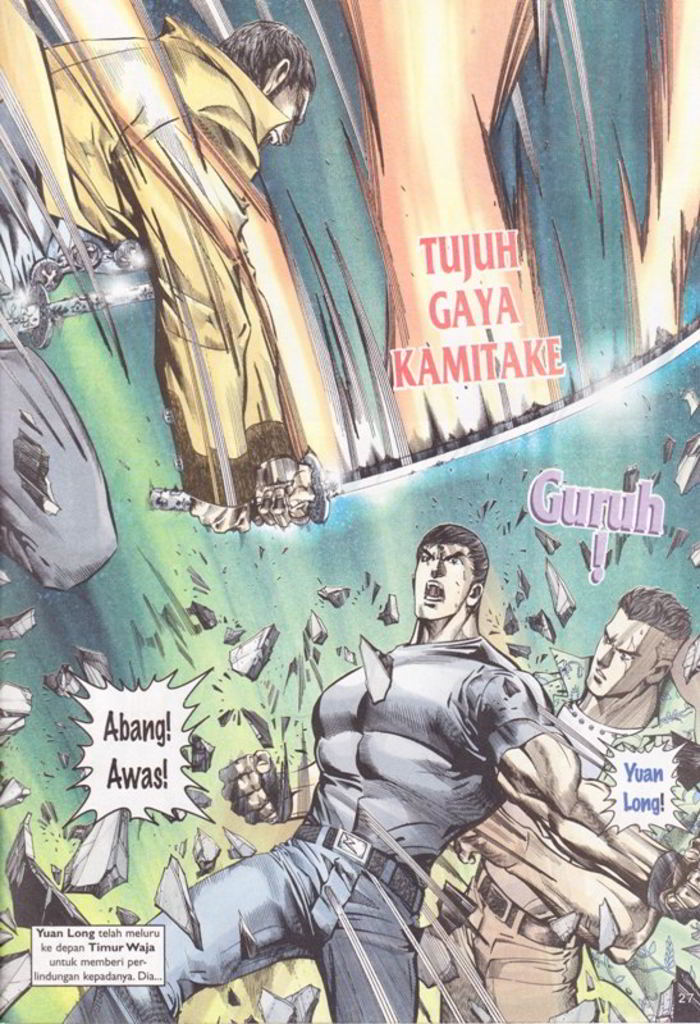 TUJUH
GAYA
KAMITAKE
Guruh
!
Abang!
Awas!
Yuan
Long!
Yuan Long telah meluru
ke depan Timur Waja
untuk memberi per-
lindungan kepadanya. Dia...
27